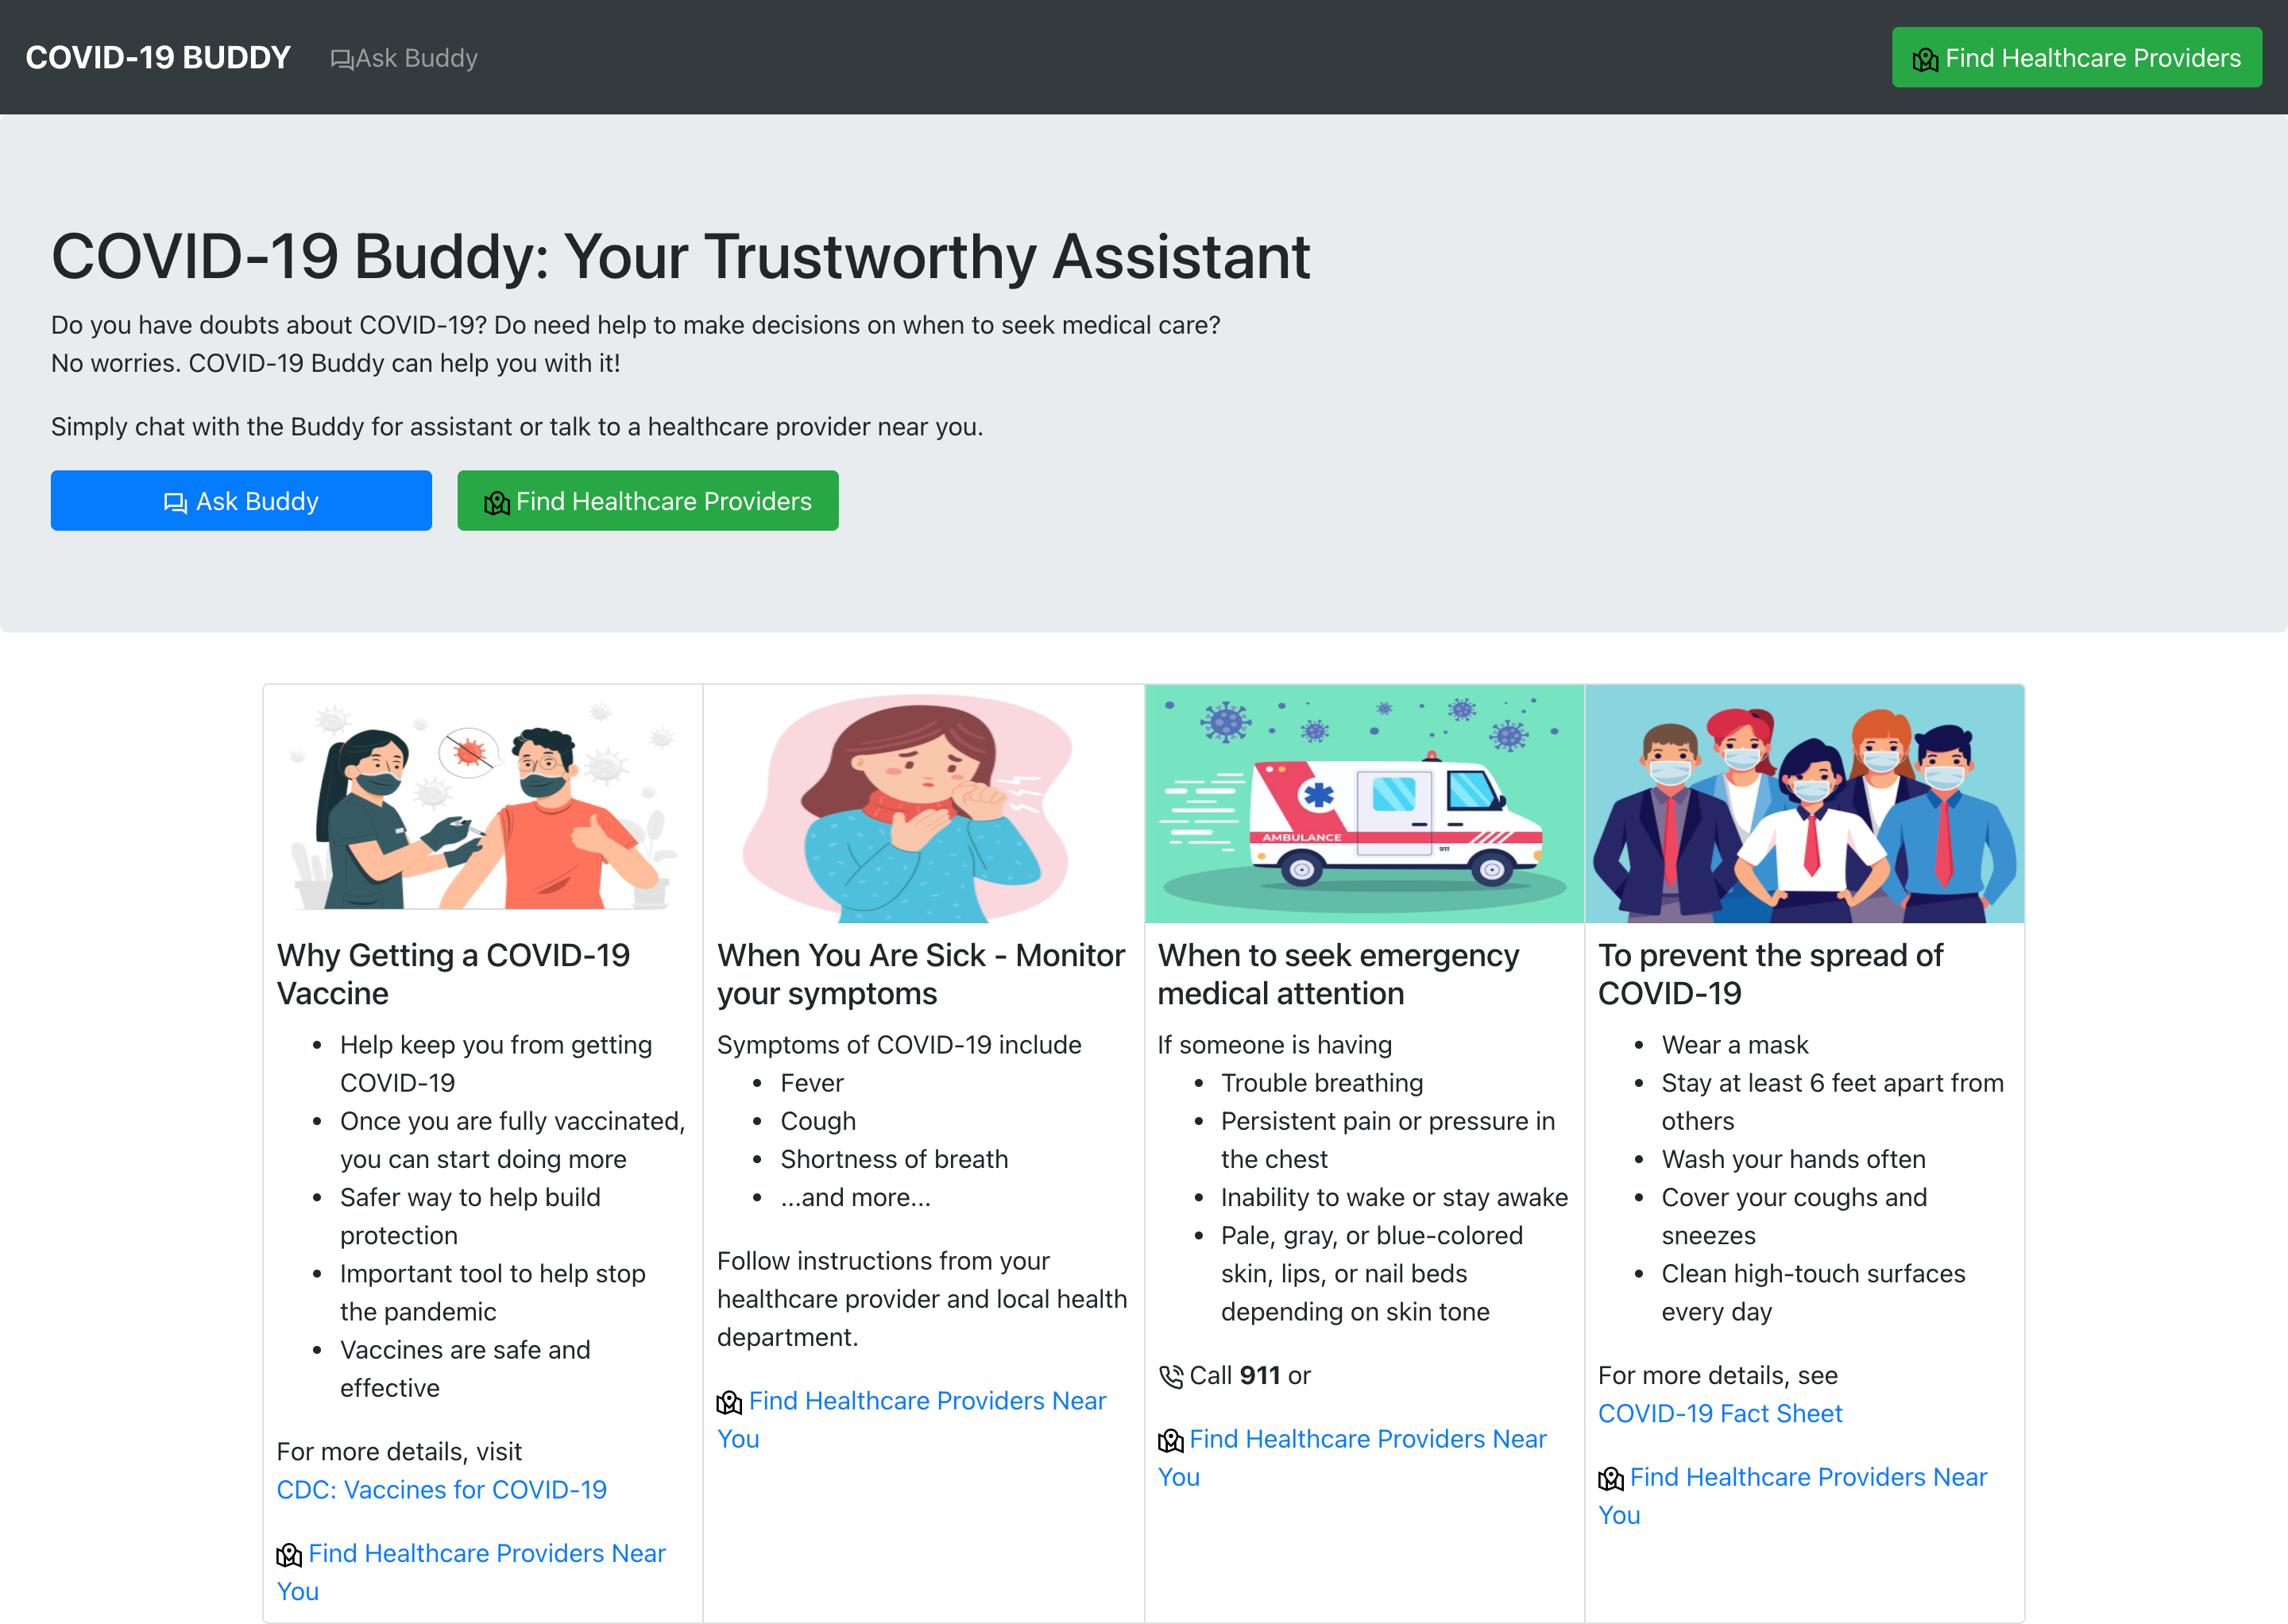 COVID-19 BUDDY
Ask Buddy
Find Healthcare Providers
COVID-19 Buddy: Your Trustworthy Assistant
Do you have doubts about COVID-19? Do need help to make decisions on when to seek medical care?
No worries. COVID-19 Buddy can help you with it!
Simply chat with the Buddy for assistant or talk to a healthcare provider near you.
Ask Buddy
Find Healthcare Providers
Why Getting a COVID-19
Vaccine
• Help keep you from getting
COVID-19
• Once you are fully vaccinated,
you can start doing more
• Safer way to help build
protection
• Important tool to help stop
the pandemic
• Vaccines are safe and
effective
For more details, visit
CDC: Vaccines for COVID-19
Find Healthcare Providers Near
You
When You Are Sick - Monitor
your symptoms
Symptoms of COVID-19 include
• Fever
• Cough
• Shortness of breath
• ...and more...
Follow instructions from your
healthcare provider and local health
department.
Find Healthcare Providers Near
You
AMBULANCE
911
When to seek emergency
medical attention
If someone is having
• Trouble breathing
• Persistent pain or pressure in
the chest
• Inability to wake or stay awake
• Pale, gray, or blue-colored
skin, lips, or nail beds
depending on skin tone
Call 911 or
Find Healthcare Providers Near
You
To prevent the spread of
COVID-19
• Wear a mask
• Stay at least 6 feet apart from
others
• Wash your hands often
• Cover your coughs and
sneezes
• Clean high-touch surfaces
every day
For more details, see
COVID-19 Fact Sheet
Find Healthcare Providers Near
You